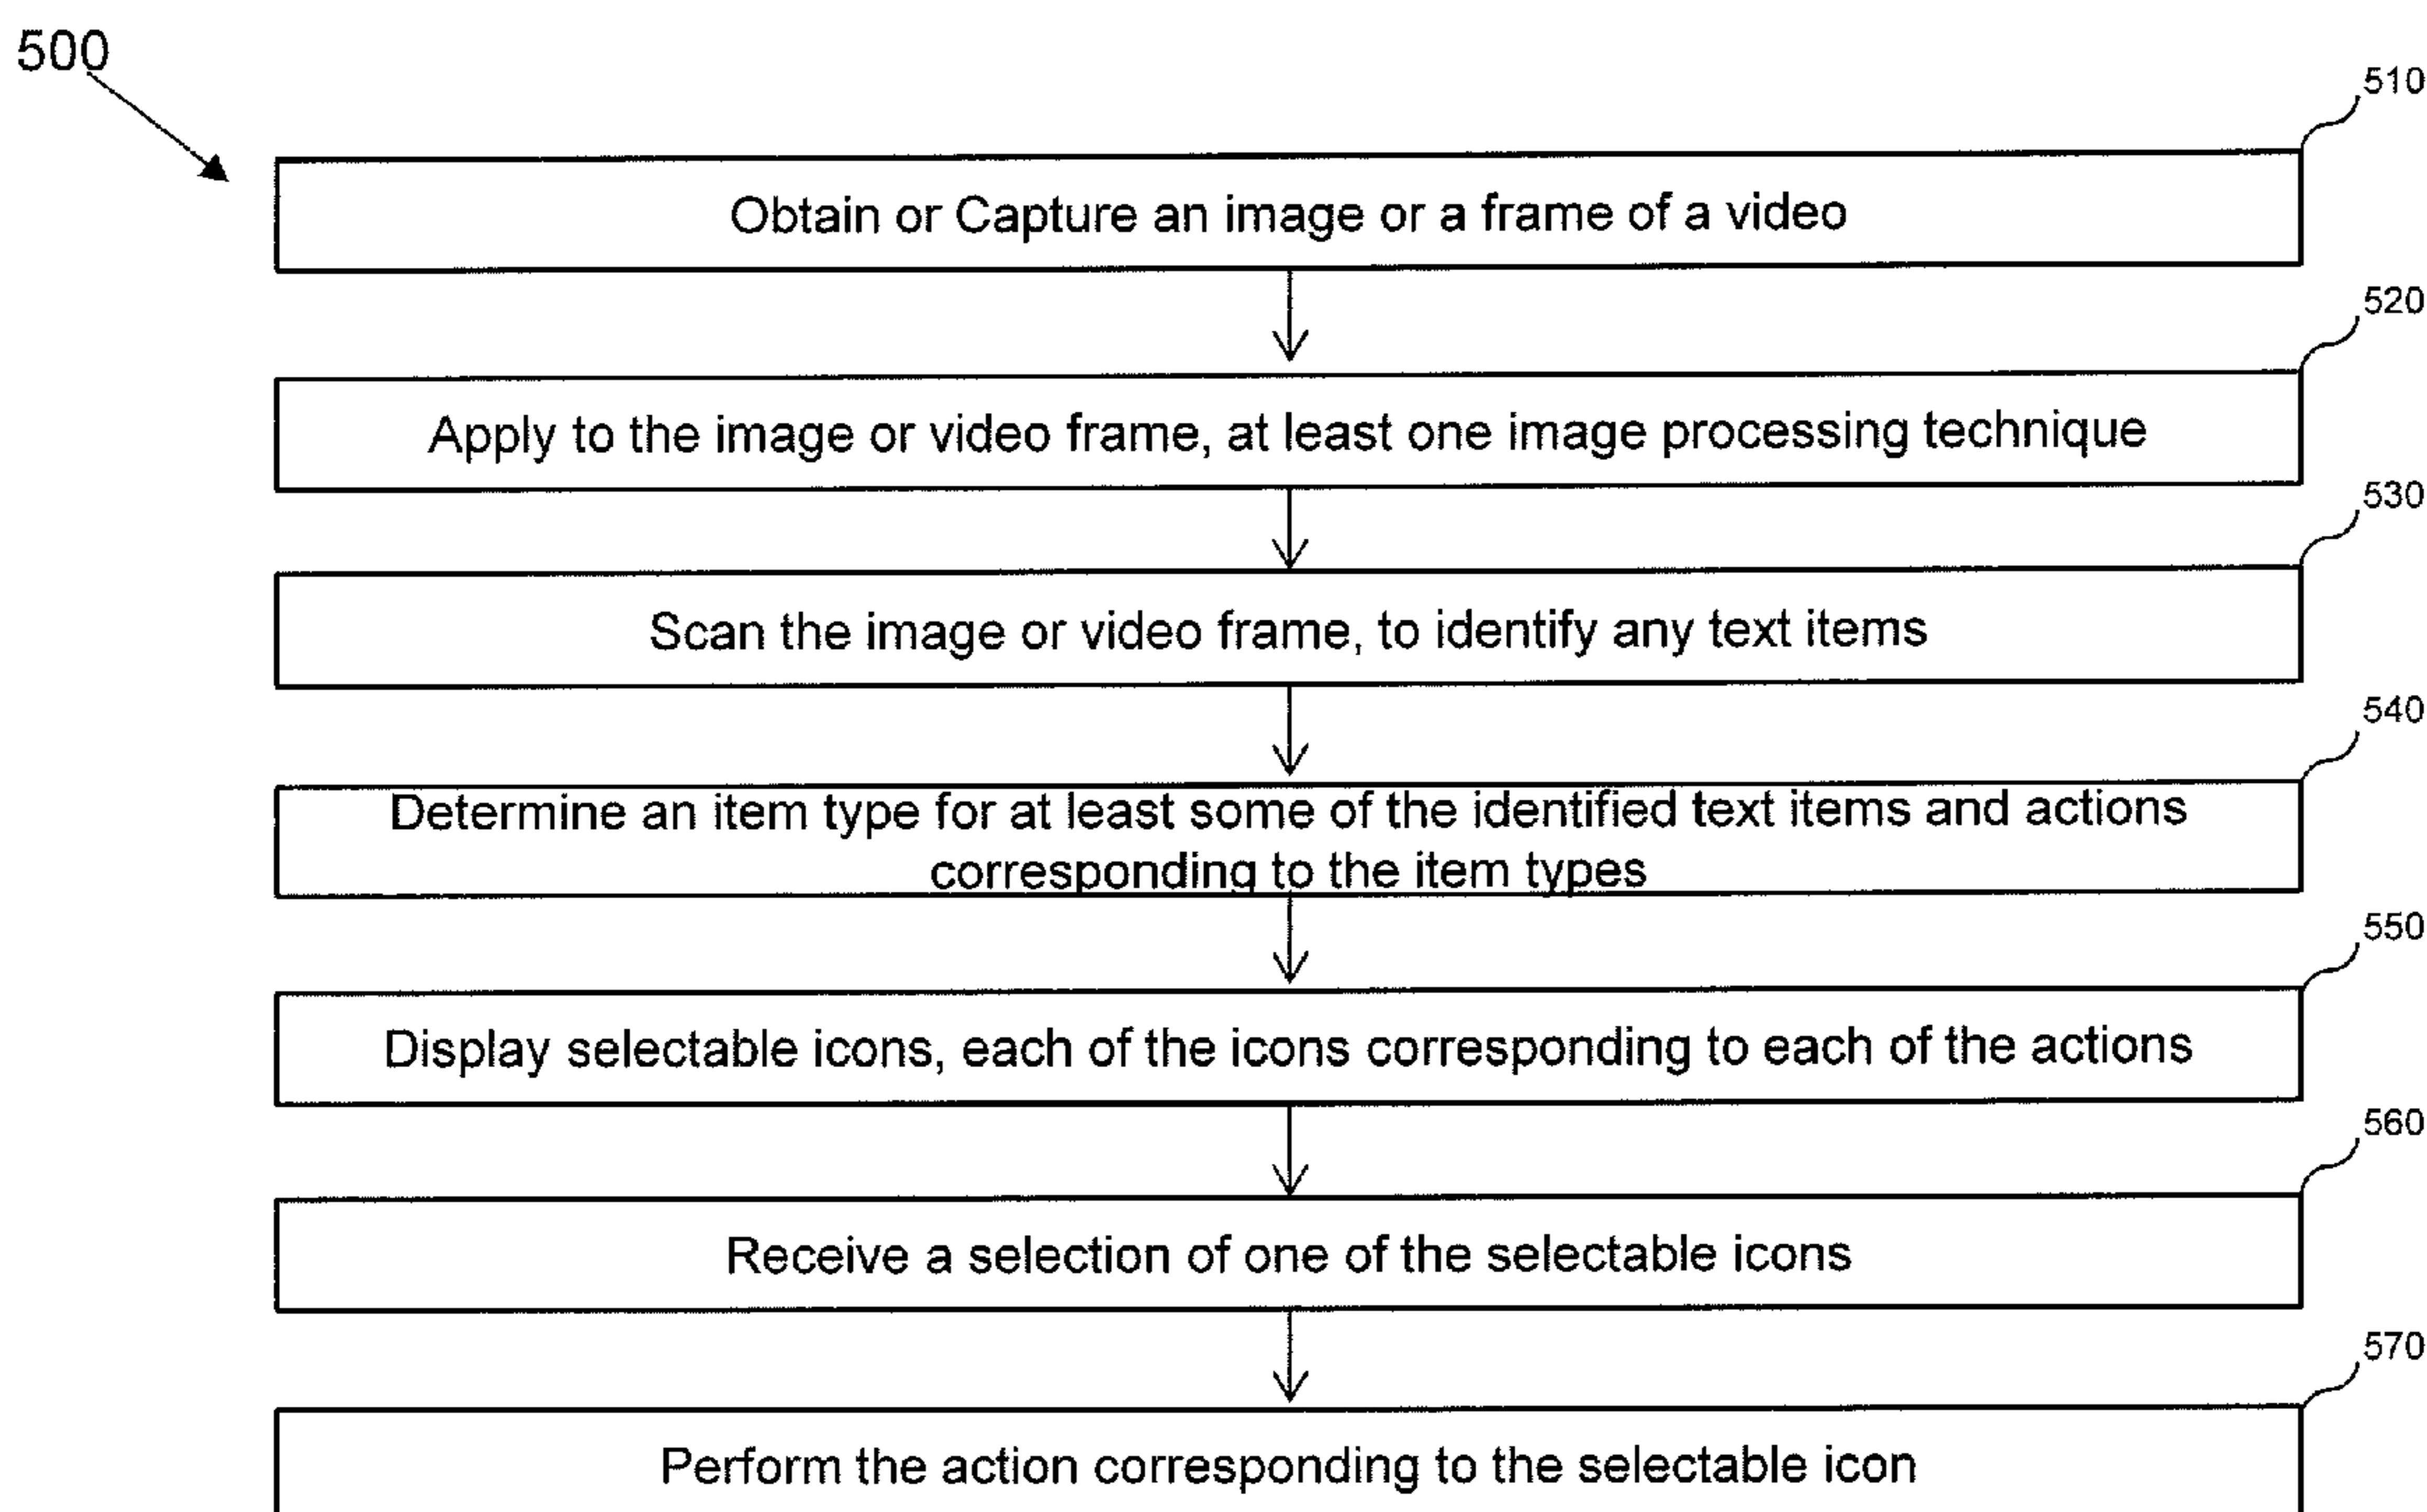 500
510
Obtain or Capture an image or a frame of a video
520
Apply to the image or video frame, at least one image processing technique
530
Scan the image or video frame, to identify any text items
540
Determine an item type for at least some of the identified text items and actions
corresponding to the item types
550
Display selectable icons, each of the icons corresponding to each of the actions
560
Receive a selection of one of the selectable icons
570
Perform the action corresponding to the selectable icon